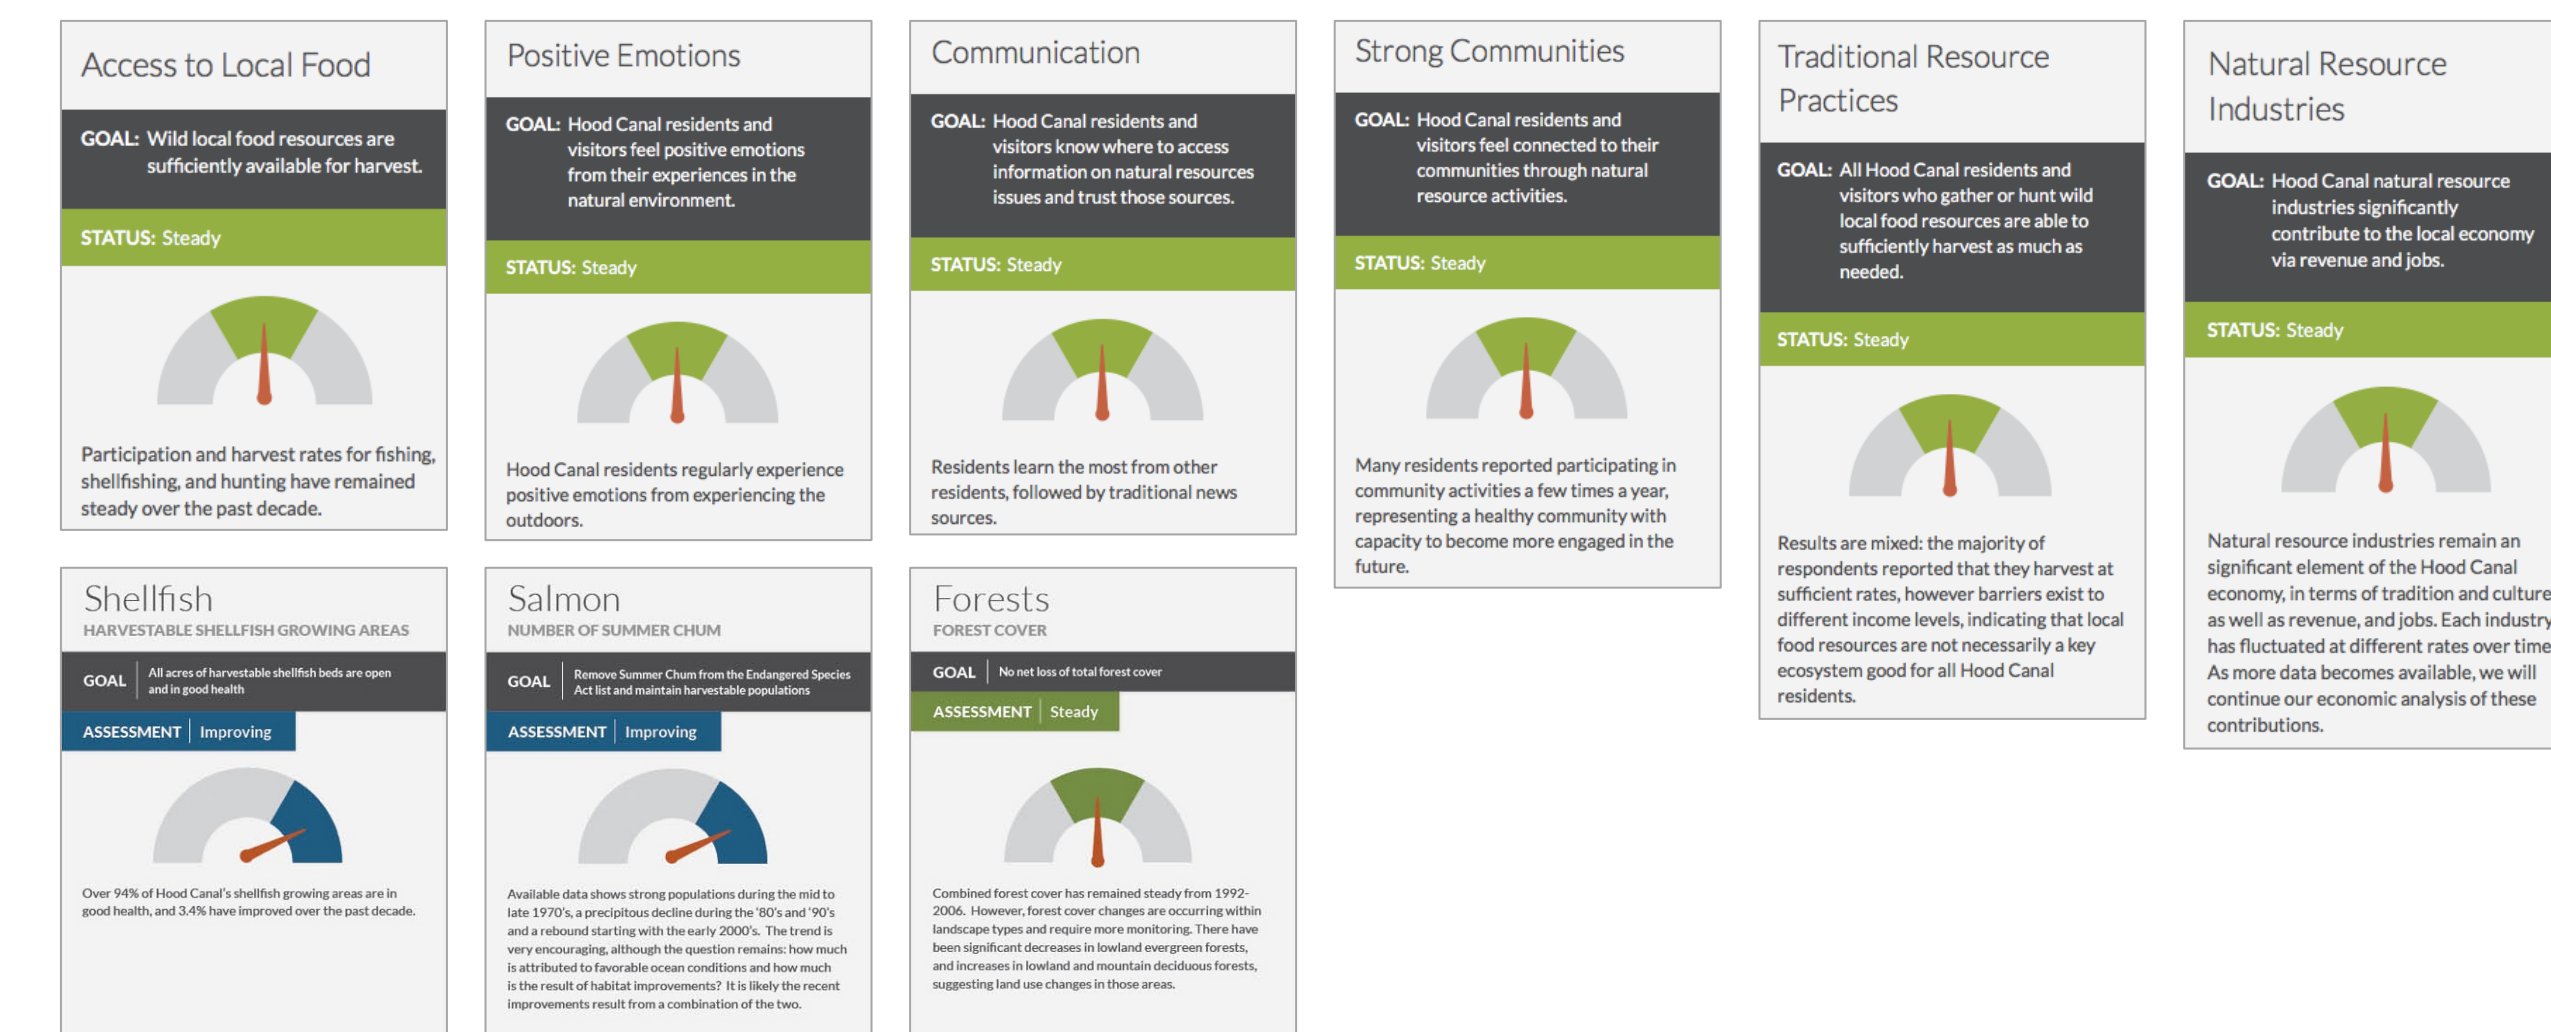 Access to Local Food
GOAL: Wild local food resources are
sufficiently available for harvest.
STATUS: Steady
Participation and harvest rates for fishing,
shellfishing, and hunting have remained
steady over the past decade.
Positive Emotions
GOAL: Hood Canal residents and
visitors feel positive emotions
from their experiences in the
natural environment.
STATUS: Steady
Hood Canal residents regularly experience
positive emotions from experiencing the
outdoors.
Communication
GOAL: Hood Canal residents and
visitors know where to access
information on natural resources
issues and trust those sources.
STATUS: Steady
Residents learn the most from other
residents, followed by traditional news
sources.
Strong Communities
GOAL: Hood Canal residents and
visitors feel connected to their
communities through natural
resource activities.
STATUS: Steady
Many residents reported participating in
community activities a few times a year,
representing a healthy community with
capacity to become more engaged in the
future.
Traditional Resource
Practices
GOAL: All Hood Canal residents and
visitors who gather or hunt wild
local food resources are able to
sufficiently harvest as much as
needed.
STATUS: Steady
Results are mixed: the majority of
respondents reported that they harvest at
sufficient rates, however barriers exist to
different income levels, indicating that local
food resources are not necessarily a key
ecosystem good for all Hood Canal
residents.
Natural Resource
Industries
GOAL: Hood Canal natural resource
industries significantly
contribute to the local economy
via revenue and jobs.
STATUS: Steady
Natural resource industries remain an
significant element of the Hood Canal
economy, in terms of tradition and culture
as well as revenue, and jobs. Each industry
has fluctuated at different rates over time
As more data becomes available, we will
continue our economic analysis of these
contributions.
Shellfish
HARVESTABLE SHELLFISH GROWING AREAS
GOAL All acres of harvestable shellfish beds are open
and in good health
ASSESSMENT Improving
Over 94% of Hood Canal's shellfish growing areas are in
good health, and 3.4% have improved over the past decade.
Salmon
NUMBER OF SUMMER CHUM
GOAL Remove Summer Chum from the Endangered Species
Act list and maintain harvestable populations
ASSESSMENT Improving
Available data shows strong populations during the mid to
late 1970's, a precipitous decline during the '80's and '90's
and a rebound starting with the early 2000's. The trend is
very encouraging, although the question remains: how much
is attributed to favorable ocean conditions and how much
is the result of habitat improvements? It is likely the recent
improvements result from a combination of the two.
Forests
FOREST COVER
GOAL No net loss of total forest cover
ASSESSMENT Steady
Combined forest cover has remained steady from 1992-
2006. However, forest cover changes are occurring within
landscape types and require more monitoring. There have
been significant decreases in lowland evergreen forests,
and increases in lowland and mountain deciduous forests,
suggesting land use changes in those areas.